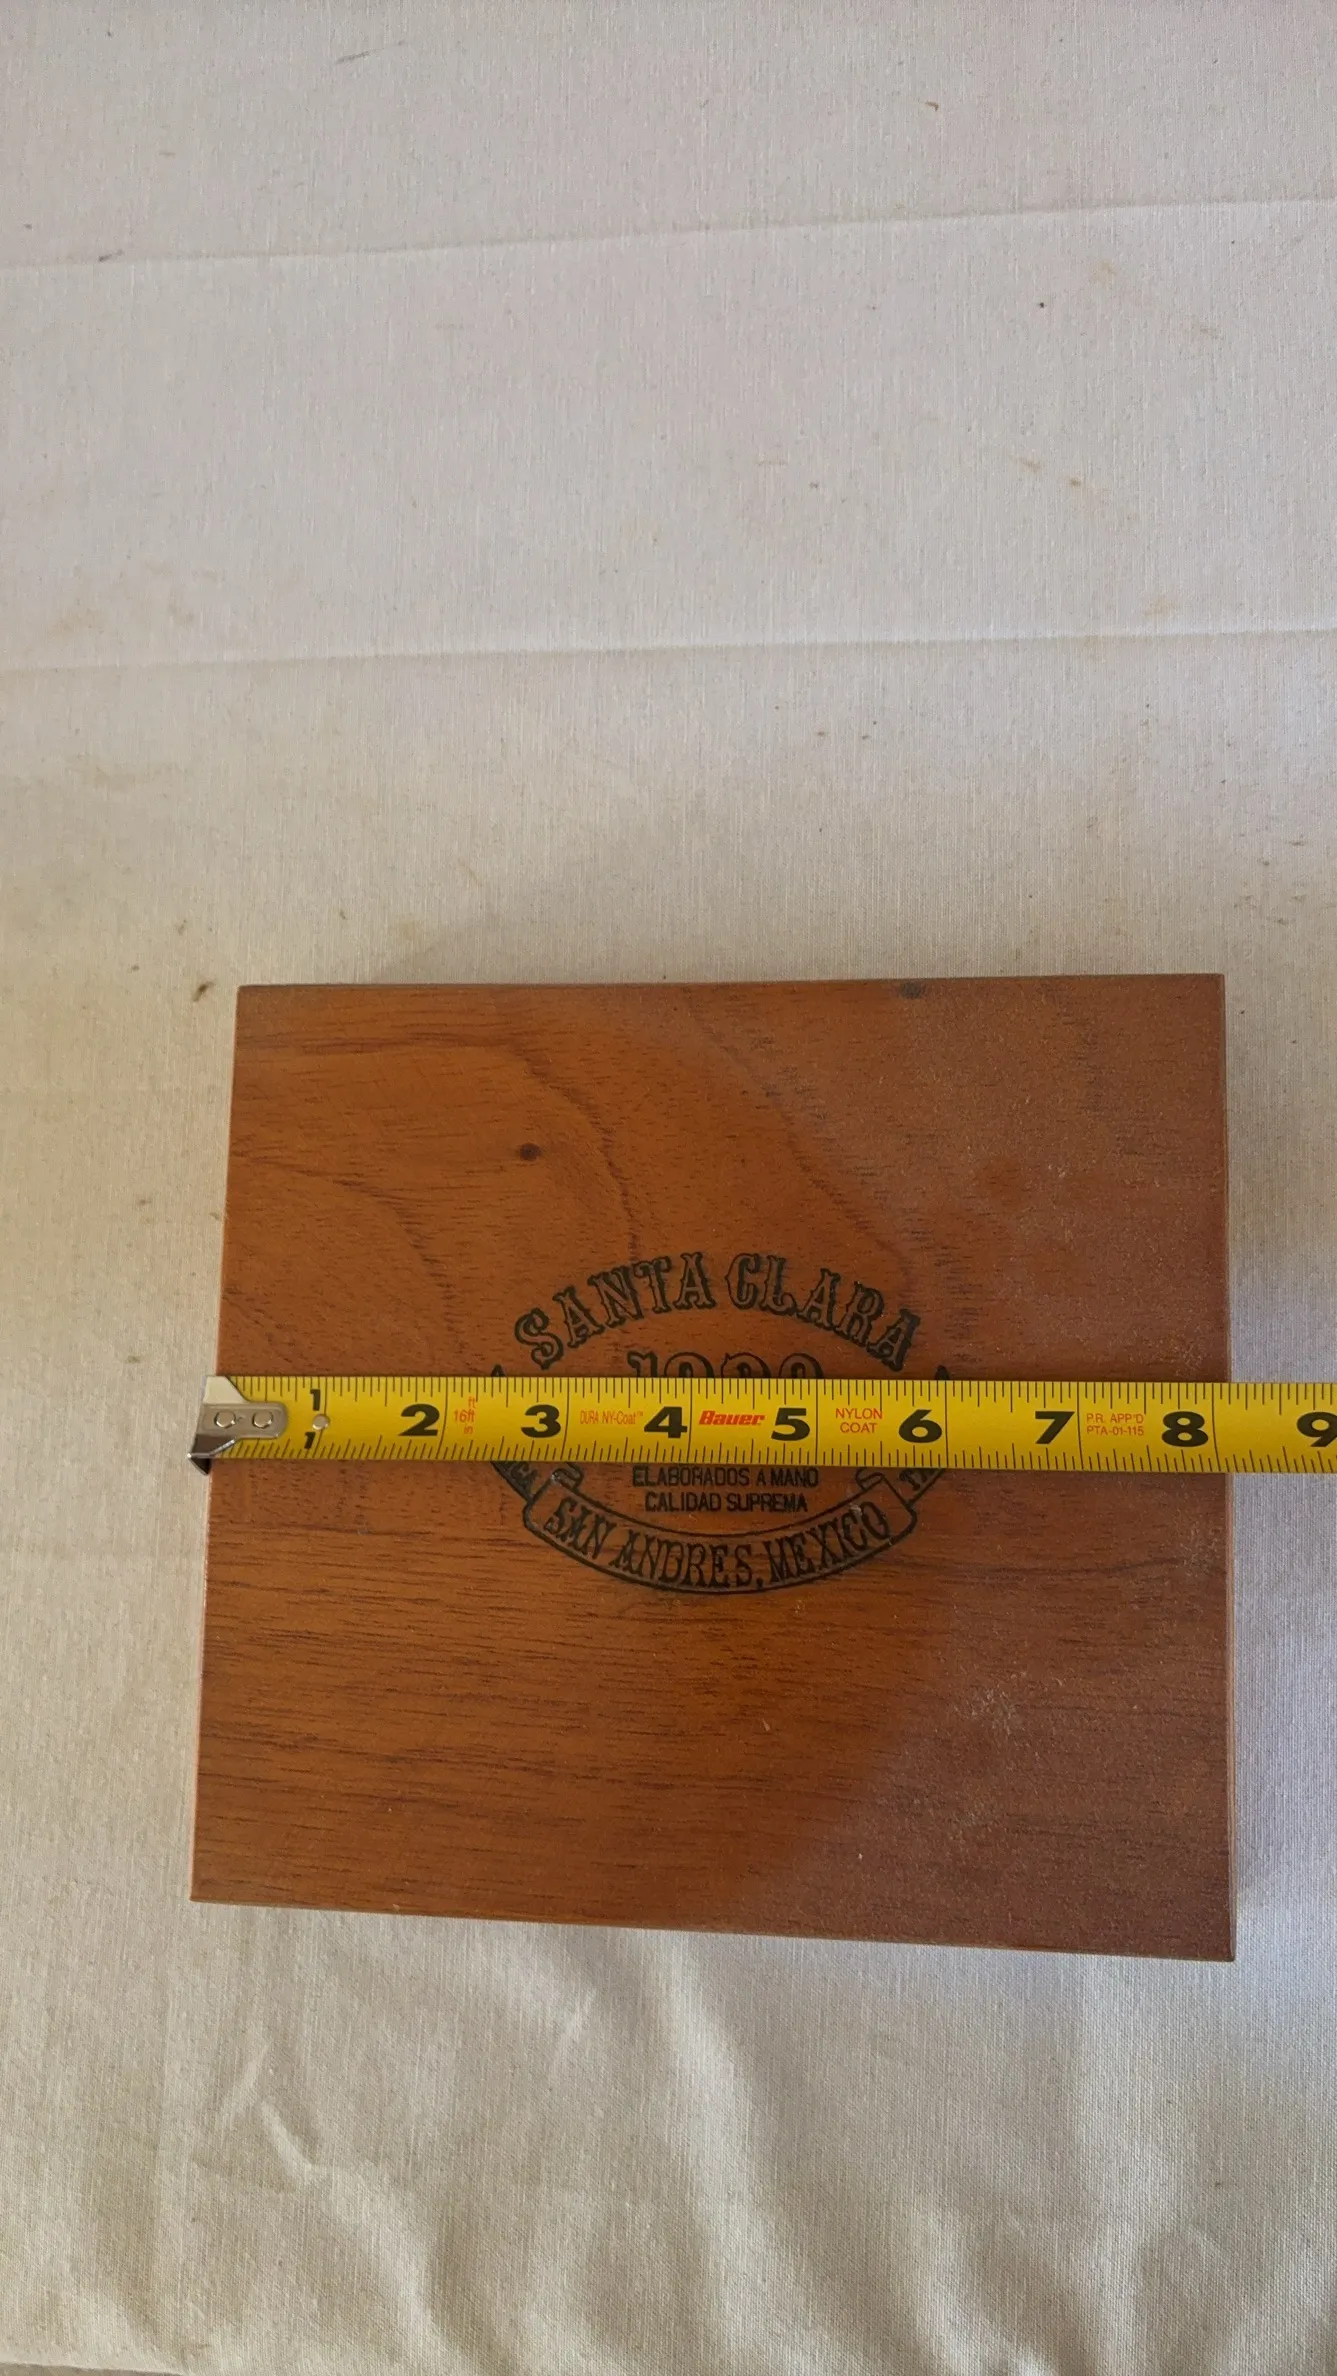 SANTA CLARA
1 1 2 3 4 5 6 7 8 9
16ft
ft
in
DURA NY-Coat™
Bauer
NYLON
COAT
P.R. APP'D
PTA-01-115
ELABORADOS A MANO
CALIDAD SUPREMA
SAN ANDRES, MEXICO